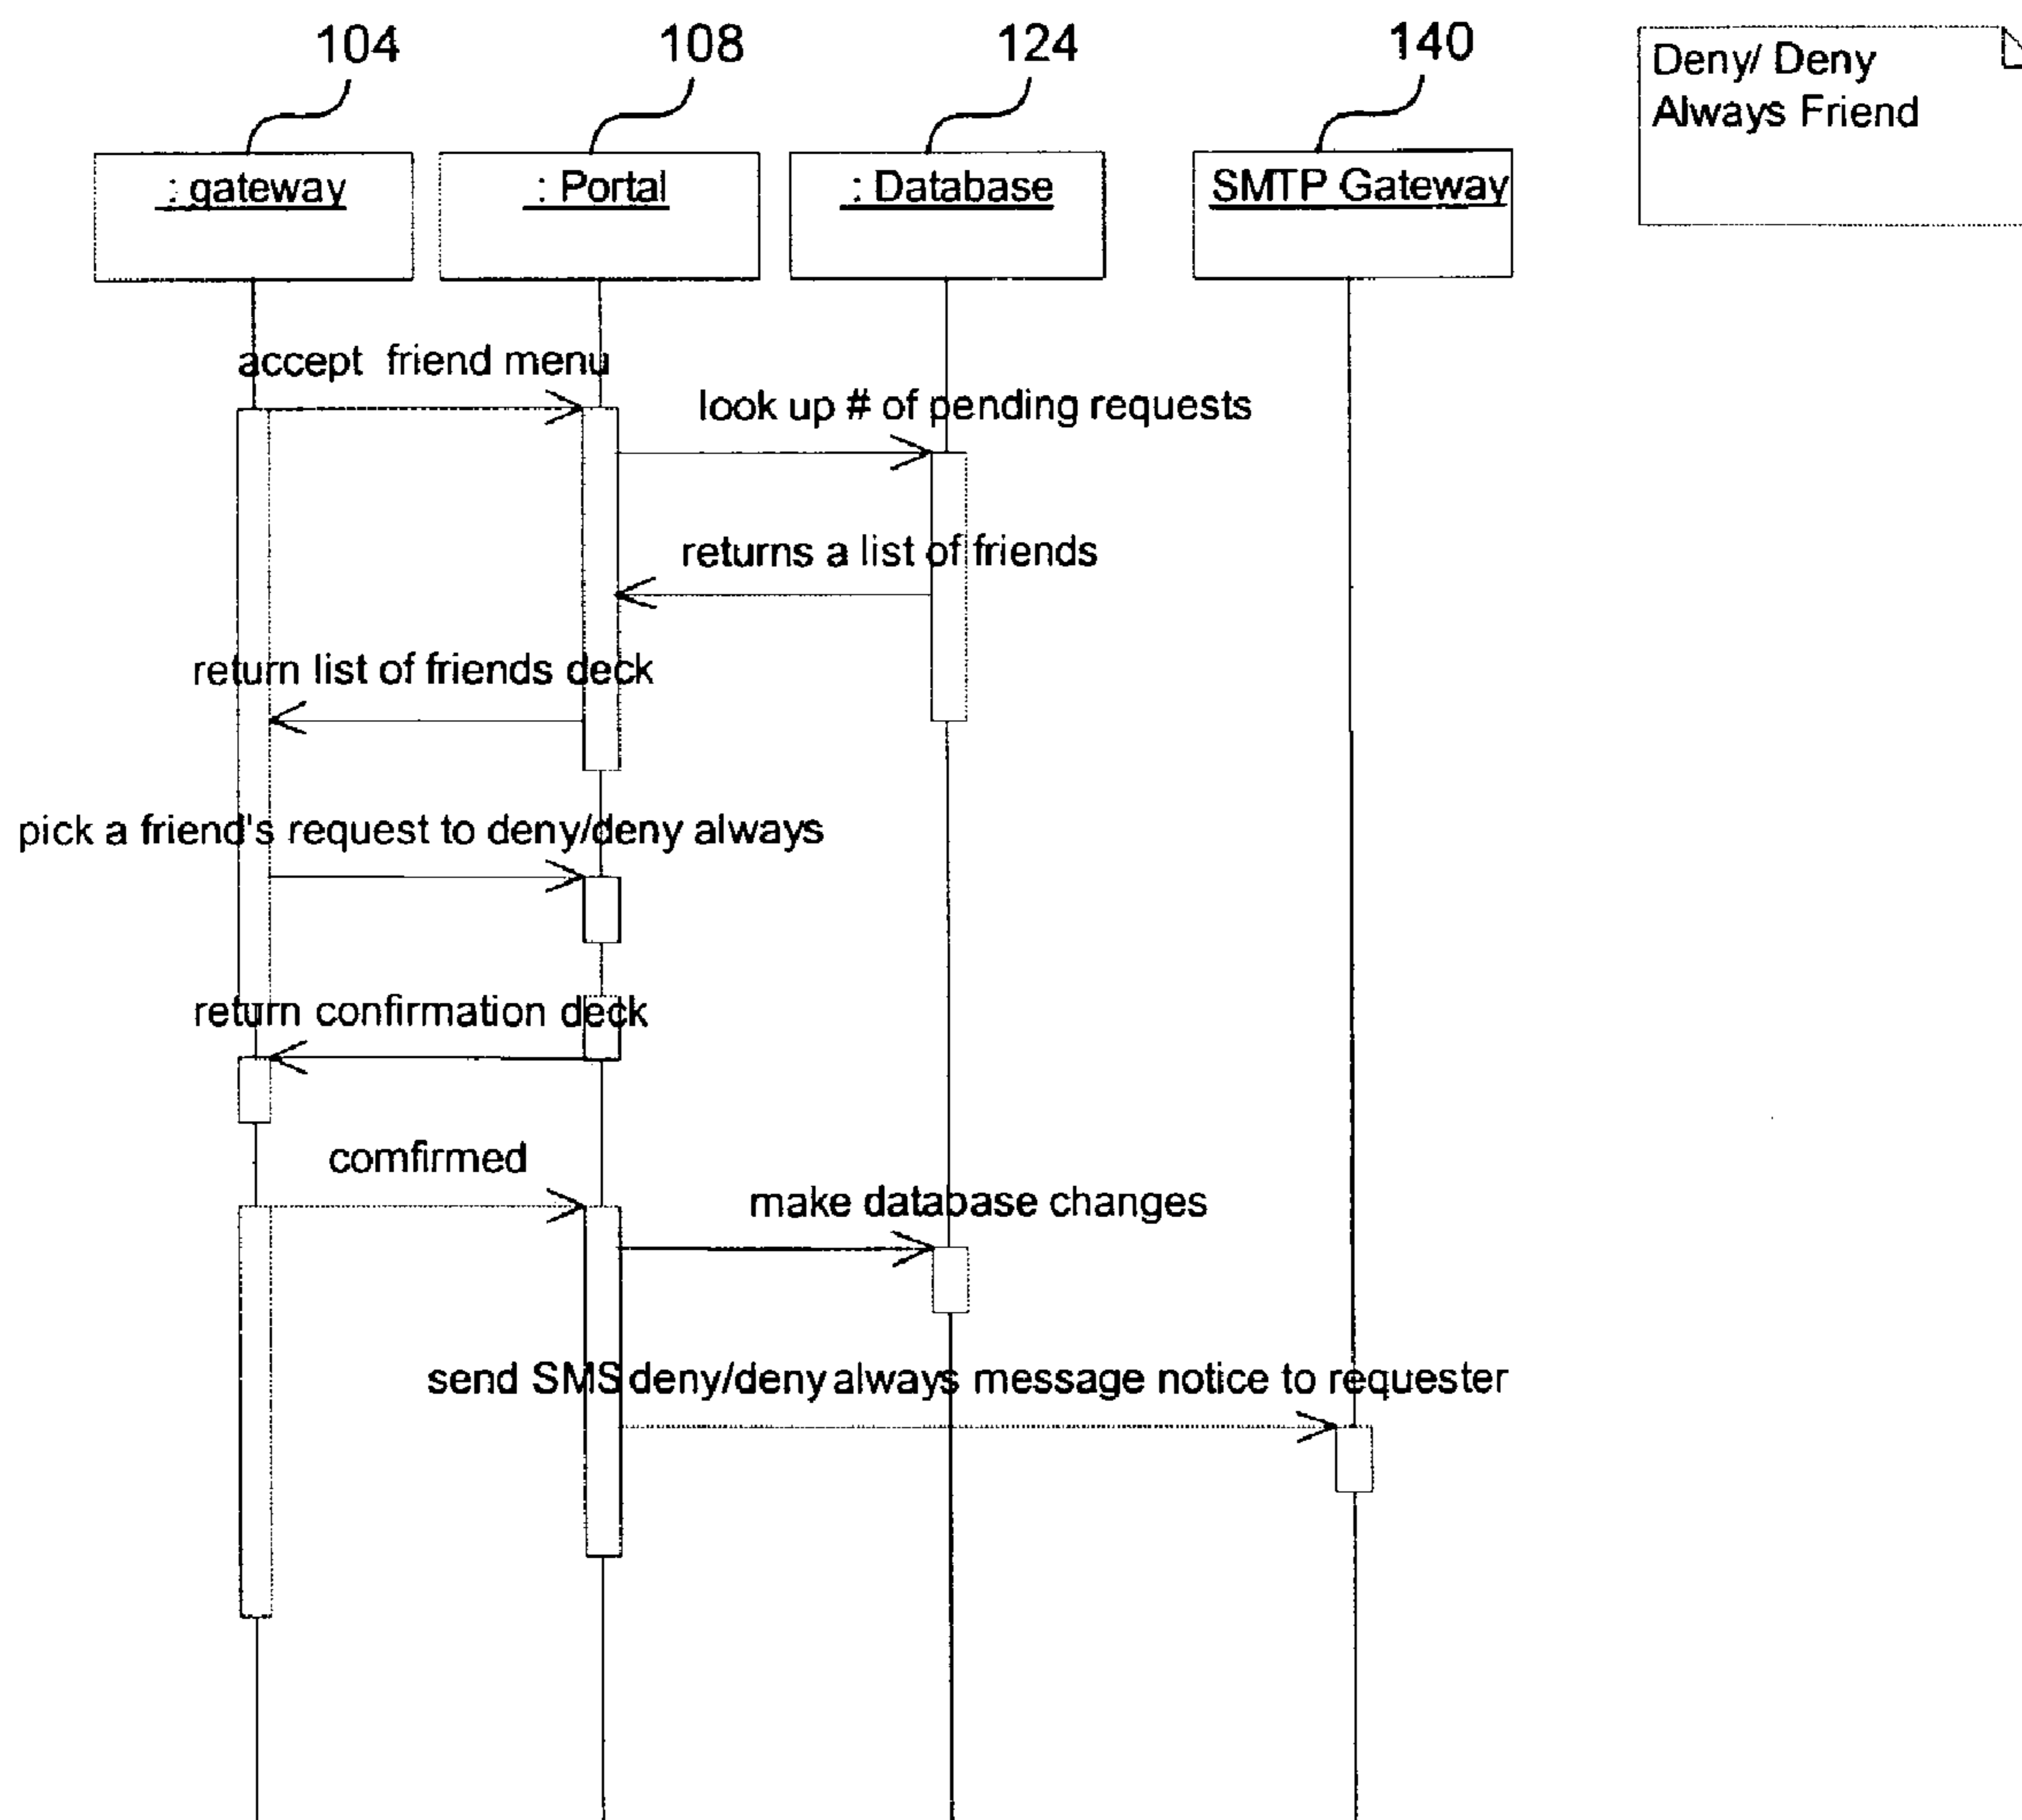 104
108
124
140
Deny/ Deny
Always Friend
: gateway
: Portal
: Database
SMTP Gateway
accept friend menu
look up # of pending requests
returns a list of friends
return list of friends deck
pick a friend's request to deny/deny always
return confirmation deck
comfirmed
make database changes
send SMS deny/deny always message notice to requester